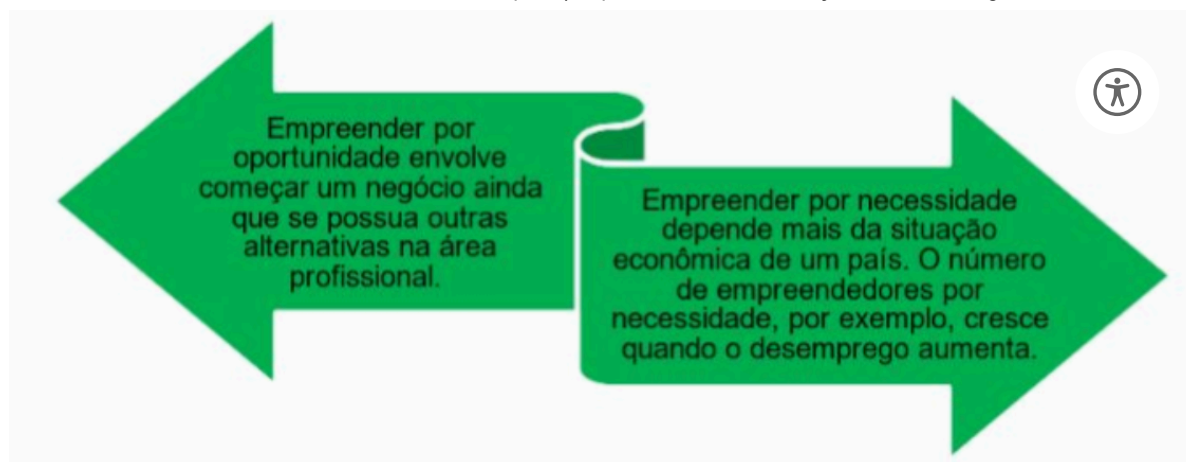 Empreender por
oportunidade envolve
começar um negócio ainda
que se possua outras
alternativas na área
profissional.
Empreender por necessidade
depende mais da situação
econômica de um país. O número
de empreendedores por
necessidade, por exemplo, cresce
quando o desemprego aumenta.